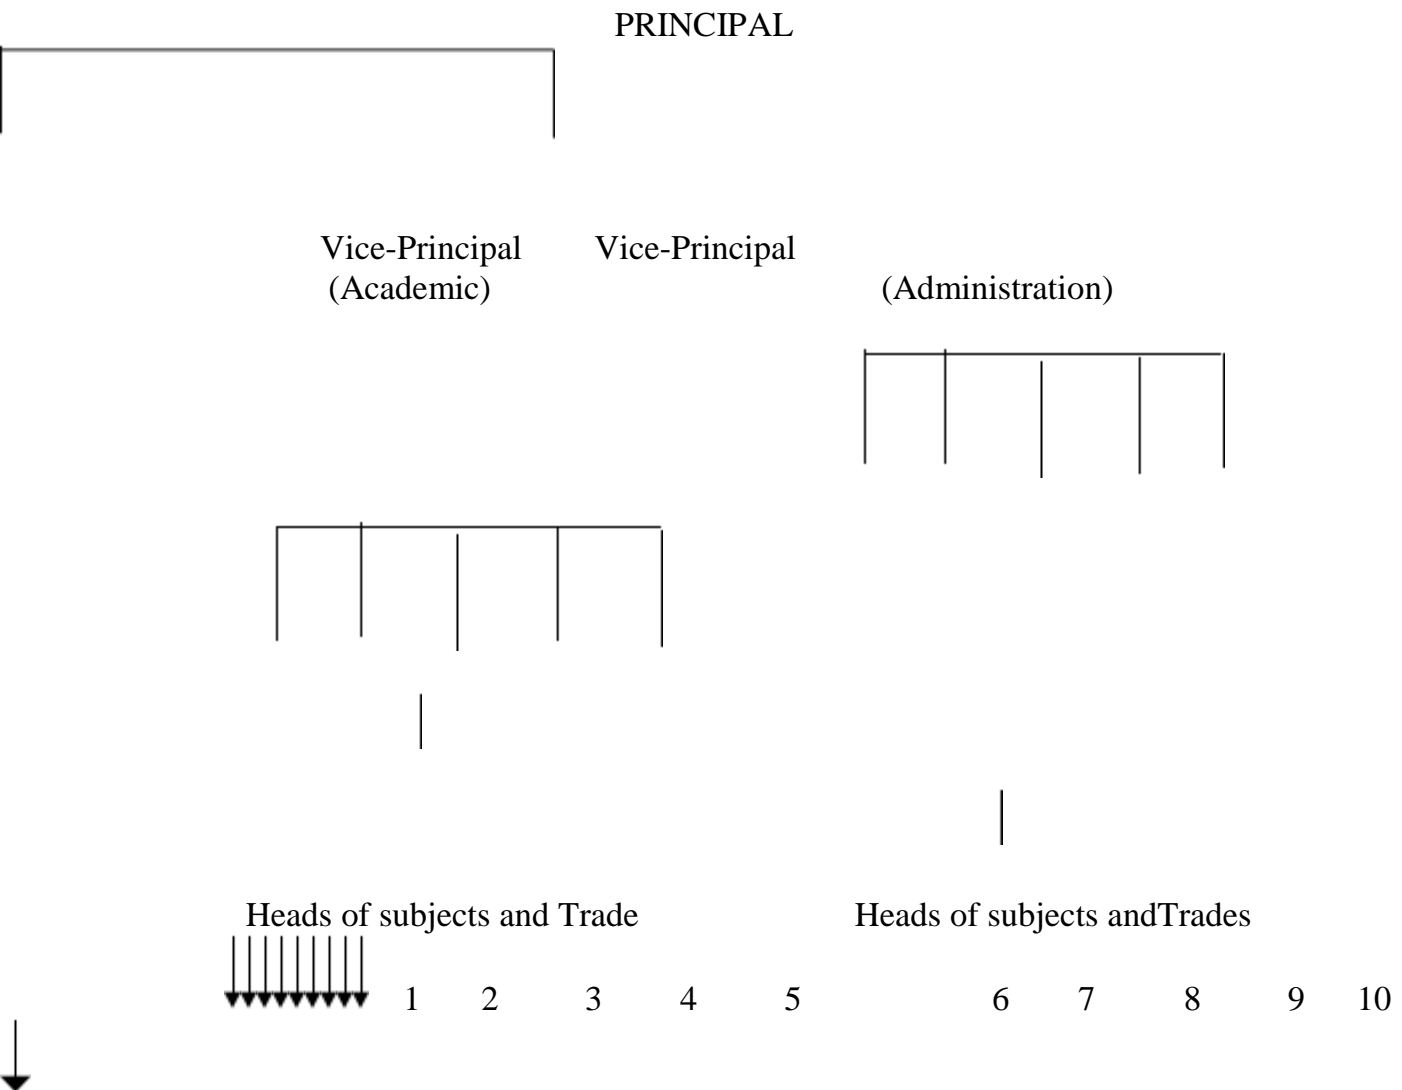 PRINCIPAL
Vice-Principal Vice-Principal
(Academic) (Administration)
Heads of subjects and Trade Heads of subjects andTrades
1 2 3 4 5 6 7 8 9 10